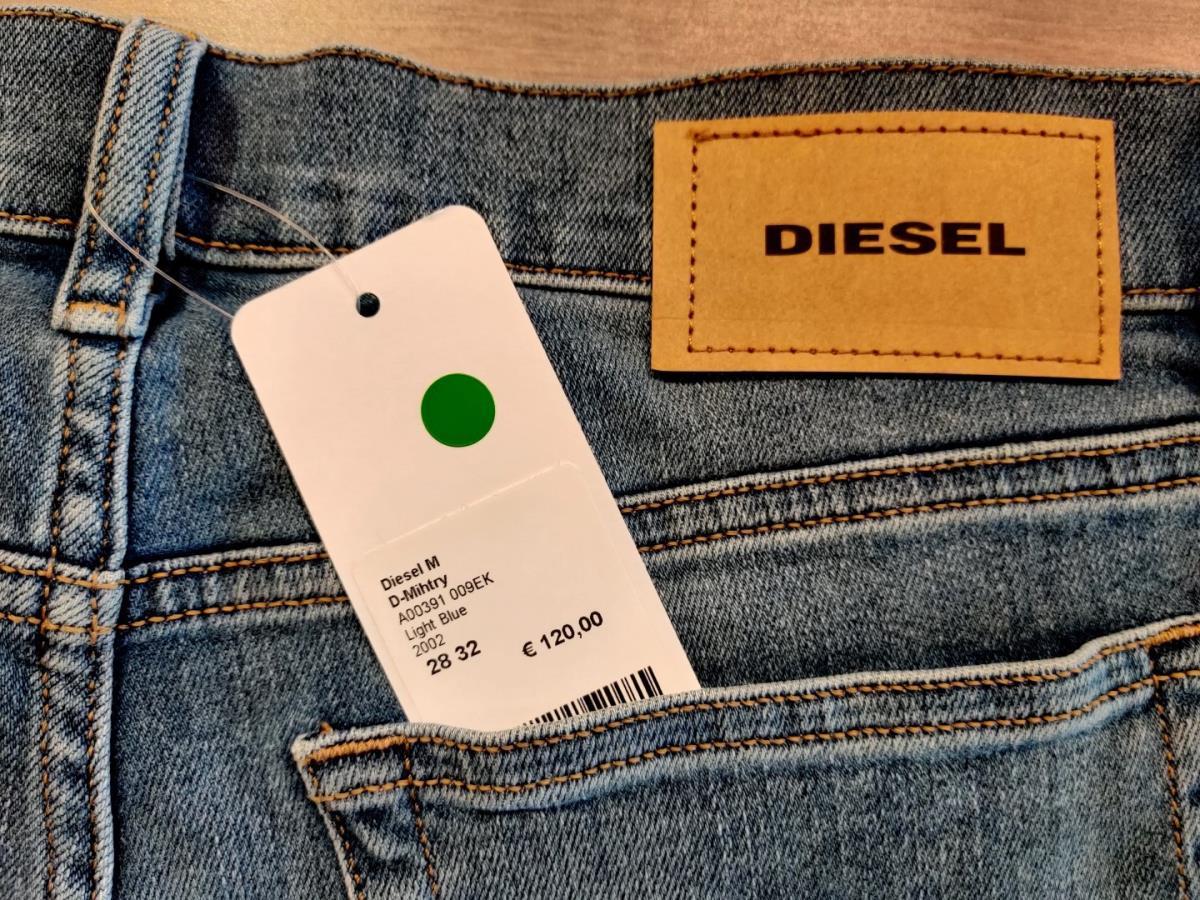 DIESEL
Diesel M
D-Mihtry
A00391 009EK
Light Blue
2002
28 32 € 120,00